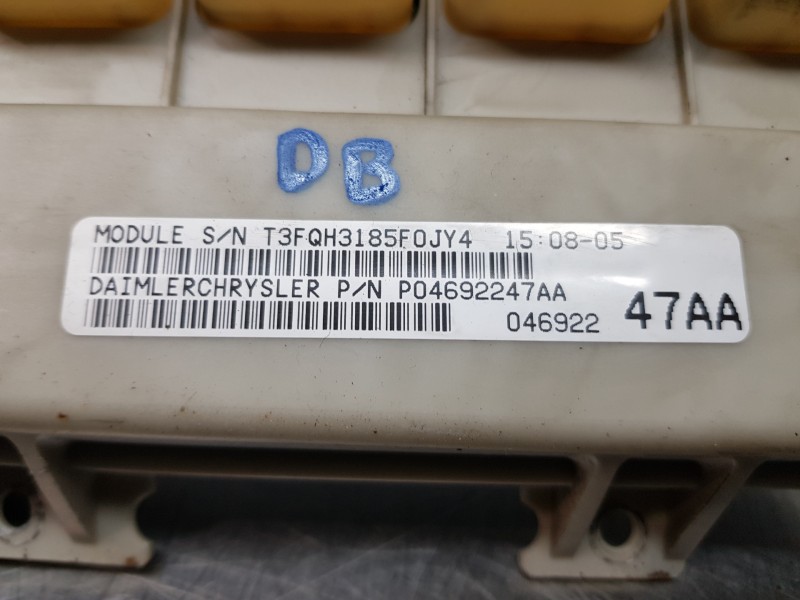 DB
MODULE S/N T3FQH3185F0JY4 15:08-05
DAIMLERCHRYSLER P/N P04692247AA
046922 47AA